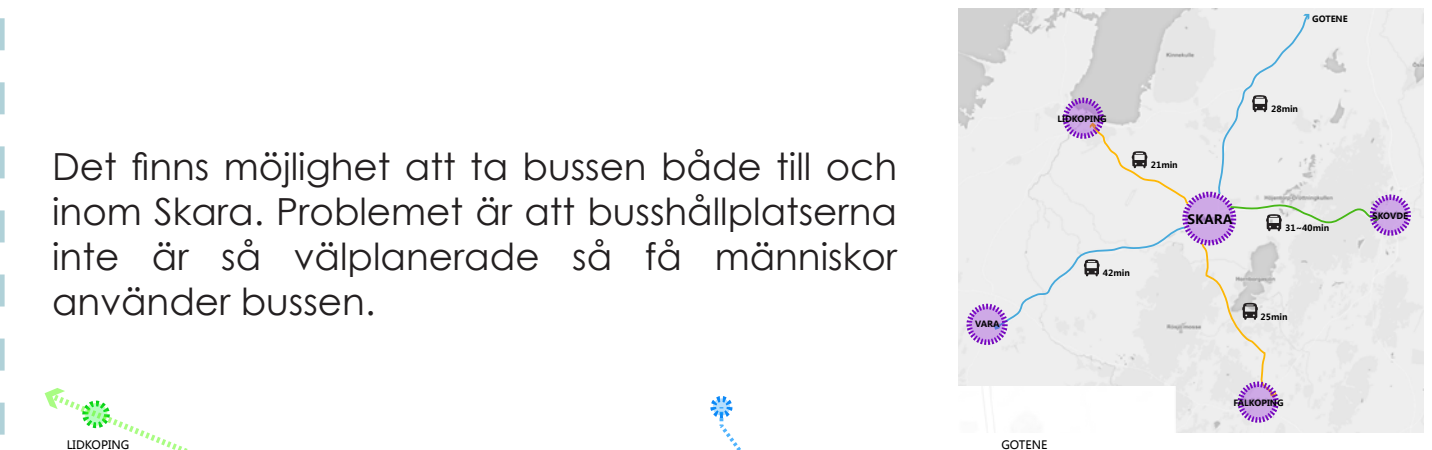 Det finns möjlighet att ta bussen både till och
inom Skara. Problemet är att busshållplatserna
inte är så välplanerade så få människor
använder bussen.
GOTENE
Kinnekulle
28min
LIDKOPING
21min
SKARA
SKOVDE
31~40min
42min
25min
VARA
FALKOPING
LIDKOPING
GOTENE